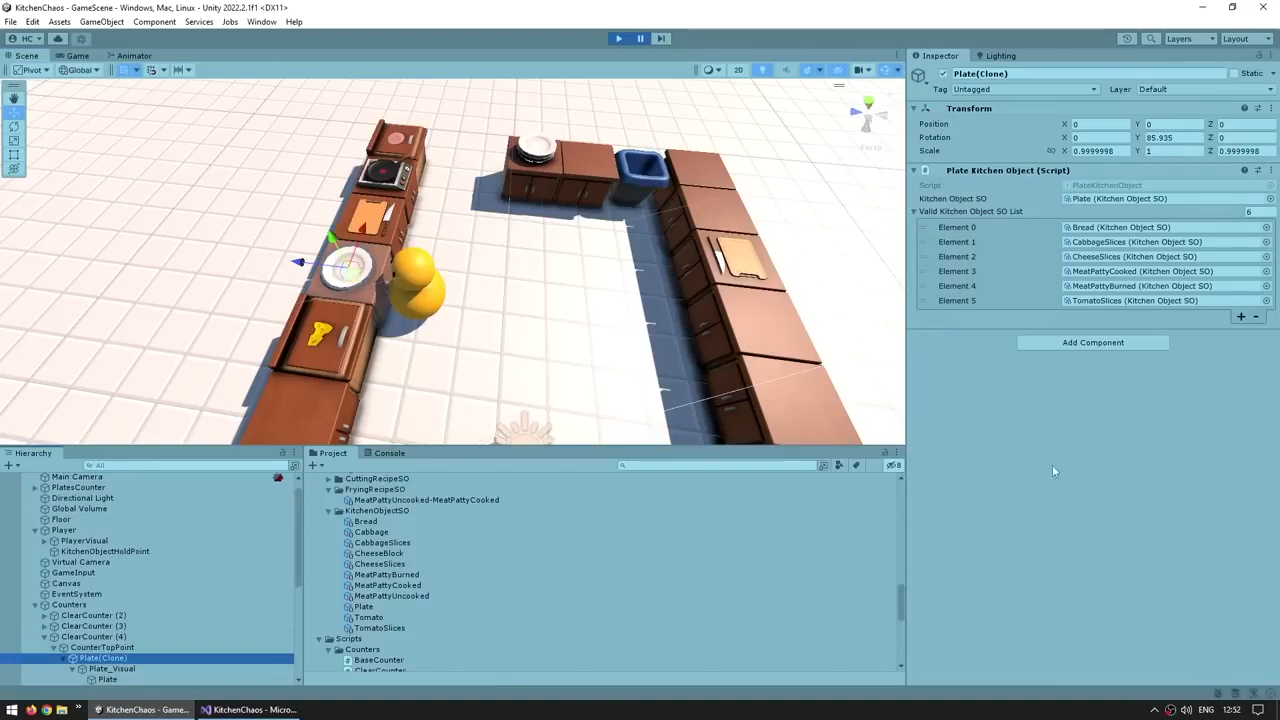 KitchenChaos - GameScene - Windows, Mac, Linux - Unity 2022.2.1f1 <DX11>
File Edit Assets GameObject Component Services Jobs Window Help
HC Layers Layout
Scene Game Animator Inspector Lighting
Pivot Global 2D
Plate(Clone) Static
Tag Untagged Layer Default
Transform
Position X 0 Y 0 Z 0
Rotation X 0 Y 85.935 Z 0
Scale X 0.9999998 Y 1 Z 0.9999998
Persp
Plate Kitchen Object (Script)
Script PlateKitchenObject
Kitchen Object SO Plate (Kitchen Object SO)
Valid Kitchen Object SO List 6
Element 0 Bread (Kitchen Object SO)
Element 1 CabbageSlices (Kitchen Object SO)
Element 2 CheeseSlices (Kitchen Object SO)
Element 3 MeatPattyCooked (Kitchen Object SO)
Element 4 MeatPattyBurned (Kitchen Object SO)
Element 5 TomatoSlices (Kitchen Object SO)
+ -
Add Component
Hierarchy
+ All
Main Camera
PlatesCounter
Directional Light
Global Volume
Floor
Player
PlayerVisual
KitchenObjectHoldPoint
Virtual Camera
GameInput
Canvas
EventSystem
Counters
ClearCounter (2)
ClearCounter (3)
ClearCounter (4)
CounterTopPoint
Plate(Clone)
Plate_Visual
Plate
Project Console
+ 8
CuttingRecipeSO
FryingRecipeSO
MeatPattyUncooked-MeatPattyCooked
KitchenObjectSO
Bread
Cabbage
CabbageSlices
CheeseBlock
CheeseSlices
MeatPattyBurned
MeatPattyCooked
MeatPattyUncooked
Plate
Tomato
TomatoSlices
Scripts
Counters
BaseCounter
ClearCounter
KitchenChaos - Game... KitchenChaos - Micro... ENG 12:52